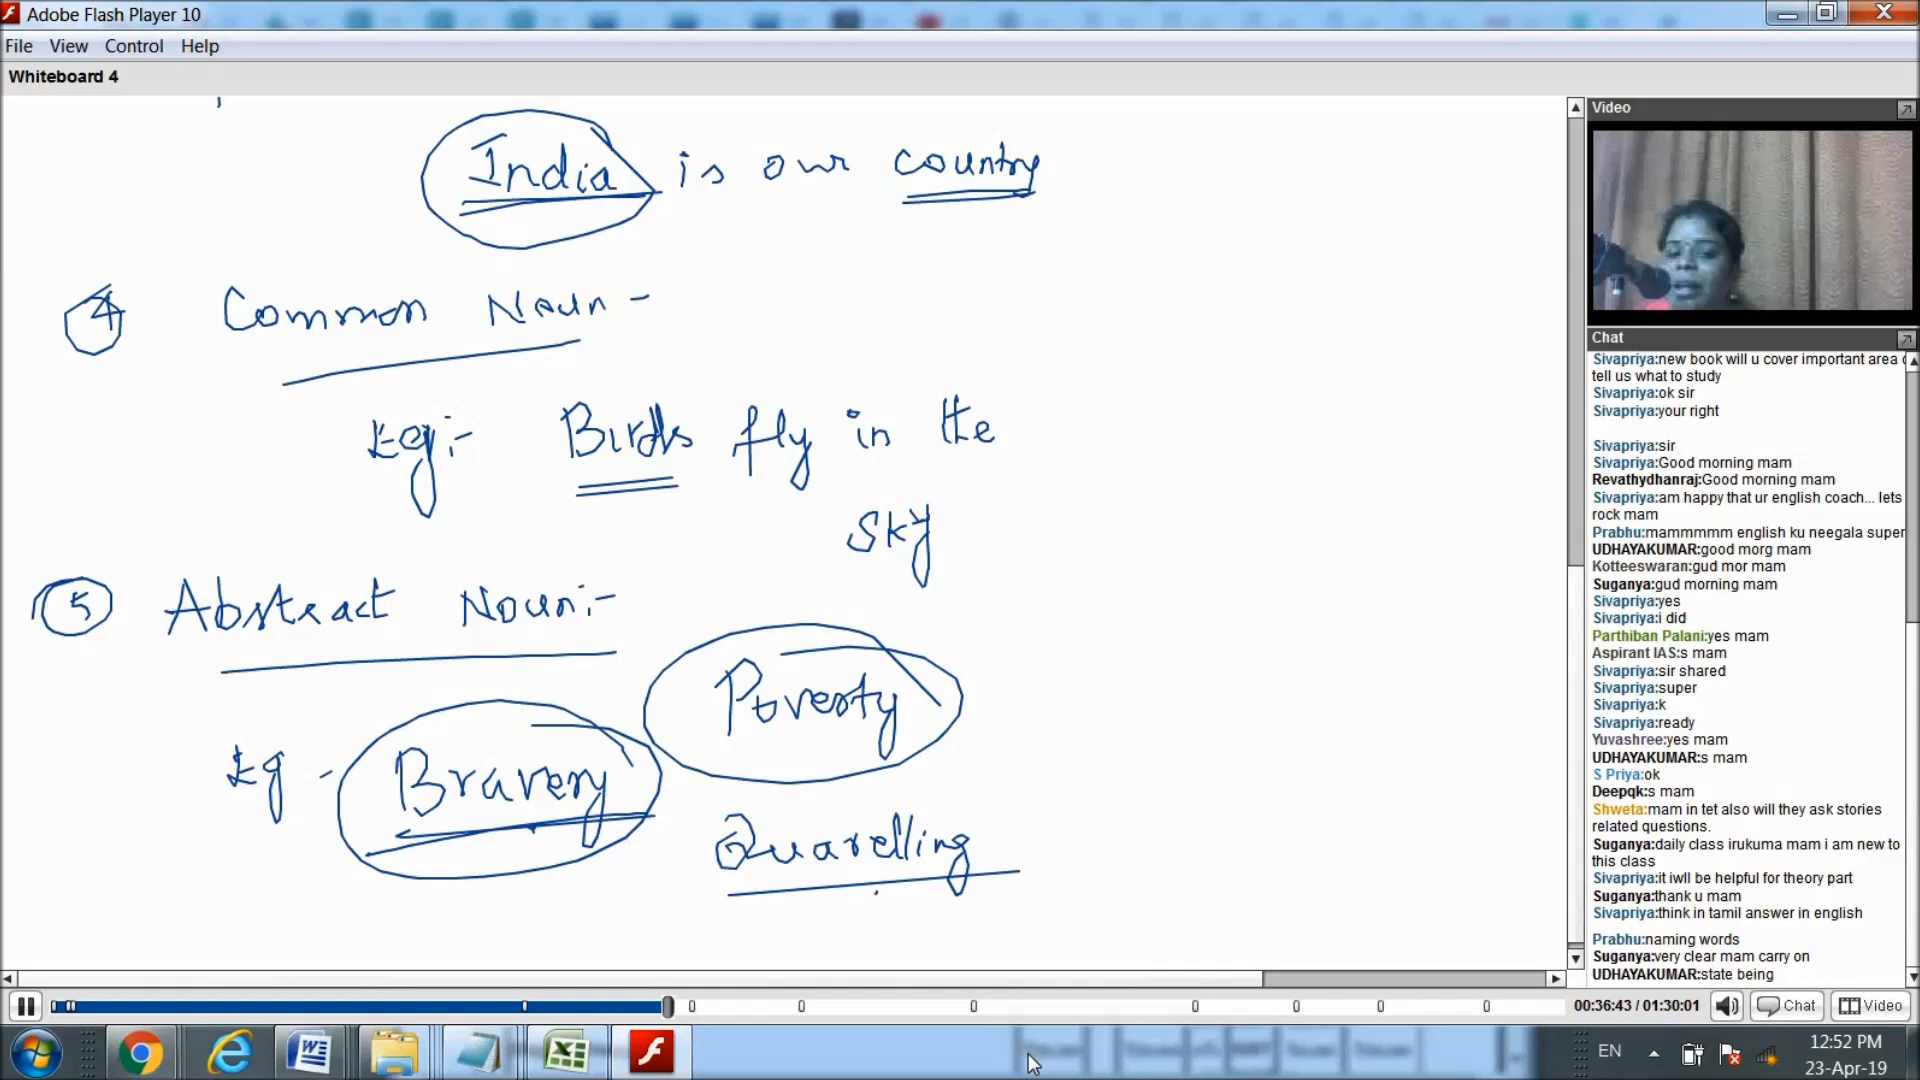 Adobe Flash Player 10
File View Control Help
Whiteboard 4
India is our country
4 Common Noun -
Eg:- Birds fly in the
Sky
5 Abstract Noun:-
Poverty
Eg - Bravery
Quarelling
Video
Chat
Sivapriya:new book will u cover important area
tell us what to study
Sivapriya:ok sir
Sivapriya:your right
Sivapriya:sir
Sivapriya:Good morning mam
Revathydhanraj:Good morning mam
Sivapriya:am happy that ur english coach... lets
rock mam
Prabhu:mammmmm english ku neegala super
UDHAYAKUMAR:good morg mam
Kotteeswaran:gud mor mam
Suganya:gud morning mam
Sivapriya:yes
Sivapriya:i did
Parthiban Palani:yes mam
Aspirant IAS:s mam
Sivapriya:sir shared
Sivapriya:super
Sivapriya:k
Sivapriya:ready
Yuvashree:yes mam
UDHAYAKUMAR:s mam
S Priya:ok
Deepqk:s mam
Shweta:mam in tet also will they ask stories
related questions.
Suganya:daily class irukuma mam i am new to
this class
Sivapriya:it iwll be helpful for theory part
Suganya:thank u mam
Sivapriya:think in tamil answer in english
Prabhu:naming words
Suganya:very clear mam carry on
UDHAYAKUMAR:state being
00:36:43 / 01:30:01 Chat Video
EN
12:52 PM
23-Apr-19